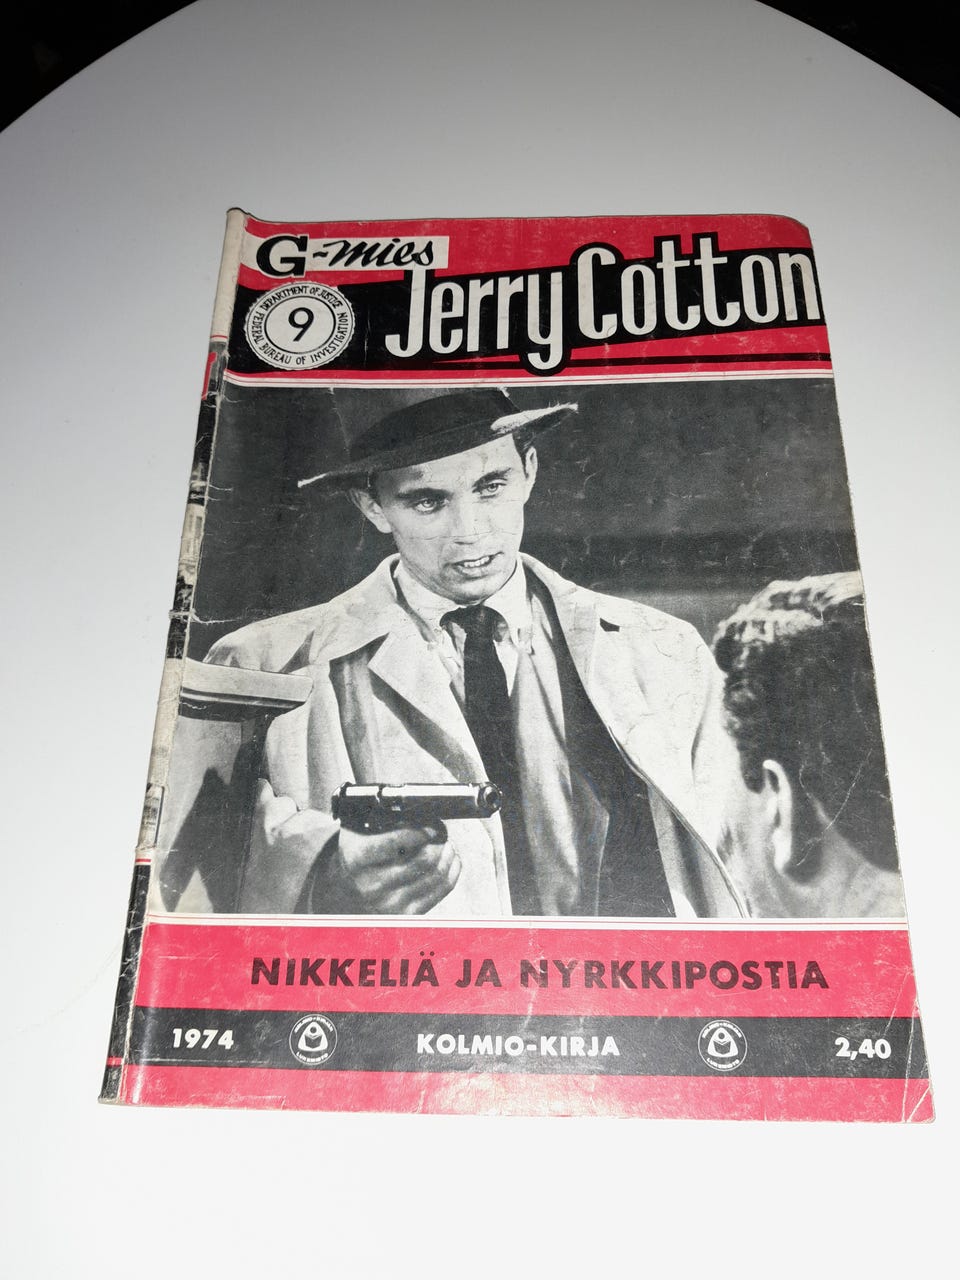 G-mies
Jerry Cotton
DEPARTMENT OF JUSTICE
9
FEDERAL BUREAU OF INVESTIGATION
NIKKELIÄ JA NYRKKIPOSTIA
1974
KOLMIO-KIRJA
2,40